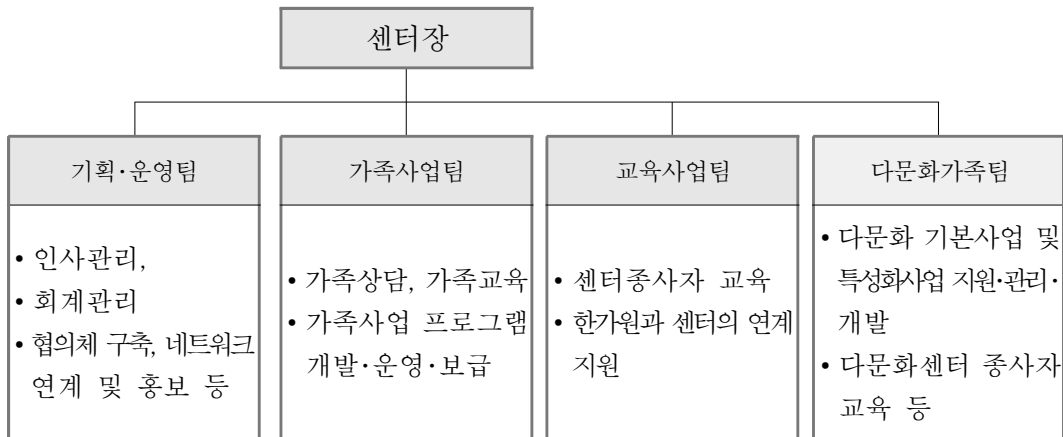 센터장
기획·운영팀
• 인사관리,
• 회계관리
• 협의체 구축, 네트워크
연계 및 홍보 등
가족사업팀
• 가족상담, 가족교육
• 가족사업 프로그램
개발·운영·보급
교육사업팀
• 센터종사자 교육
• 한가원과 센터의 연계
지원
다문화가족팀
• 다문화 기본사업 및
특성화사업 지원·관리·
개발
• 다문화센터 종사자
교육 등